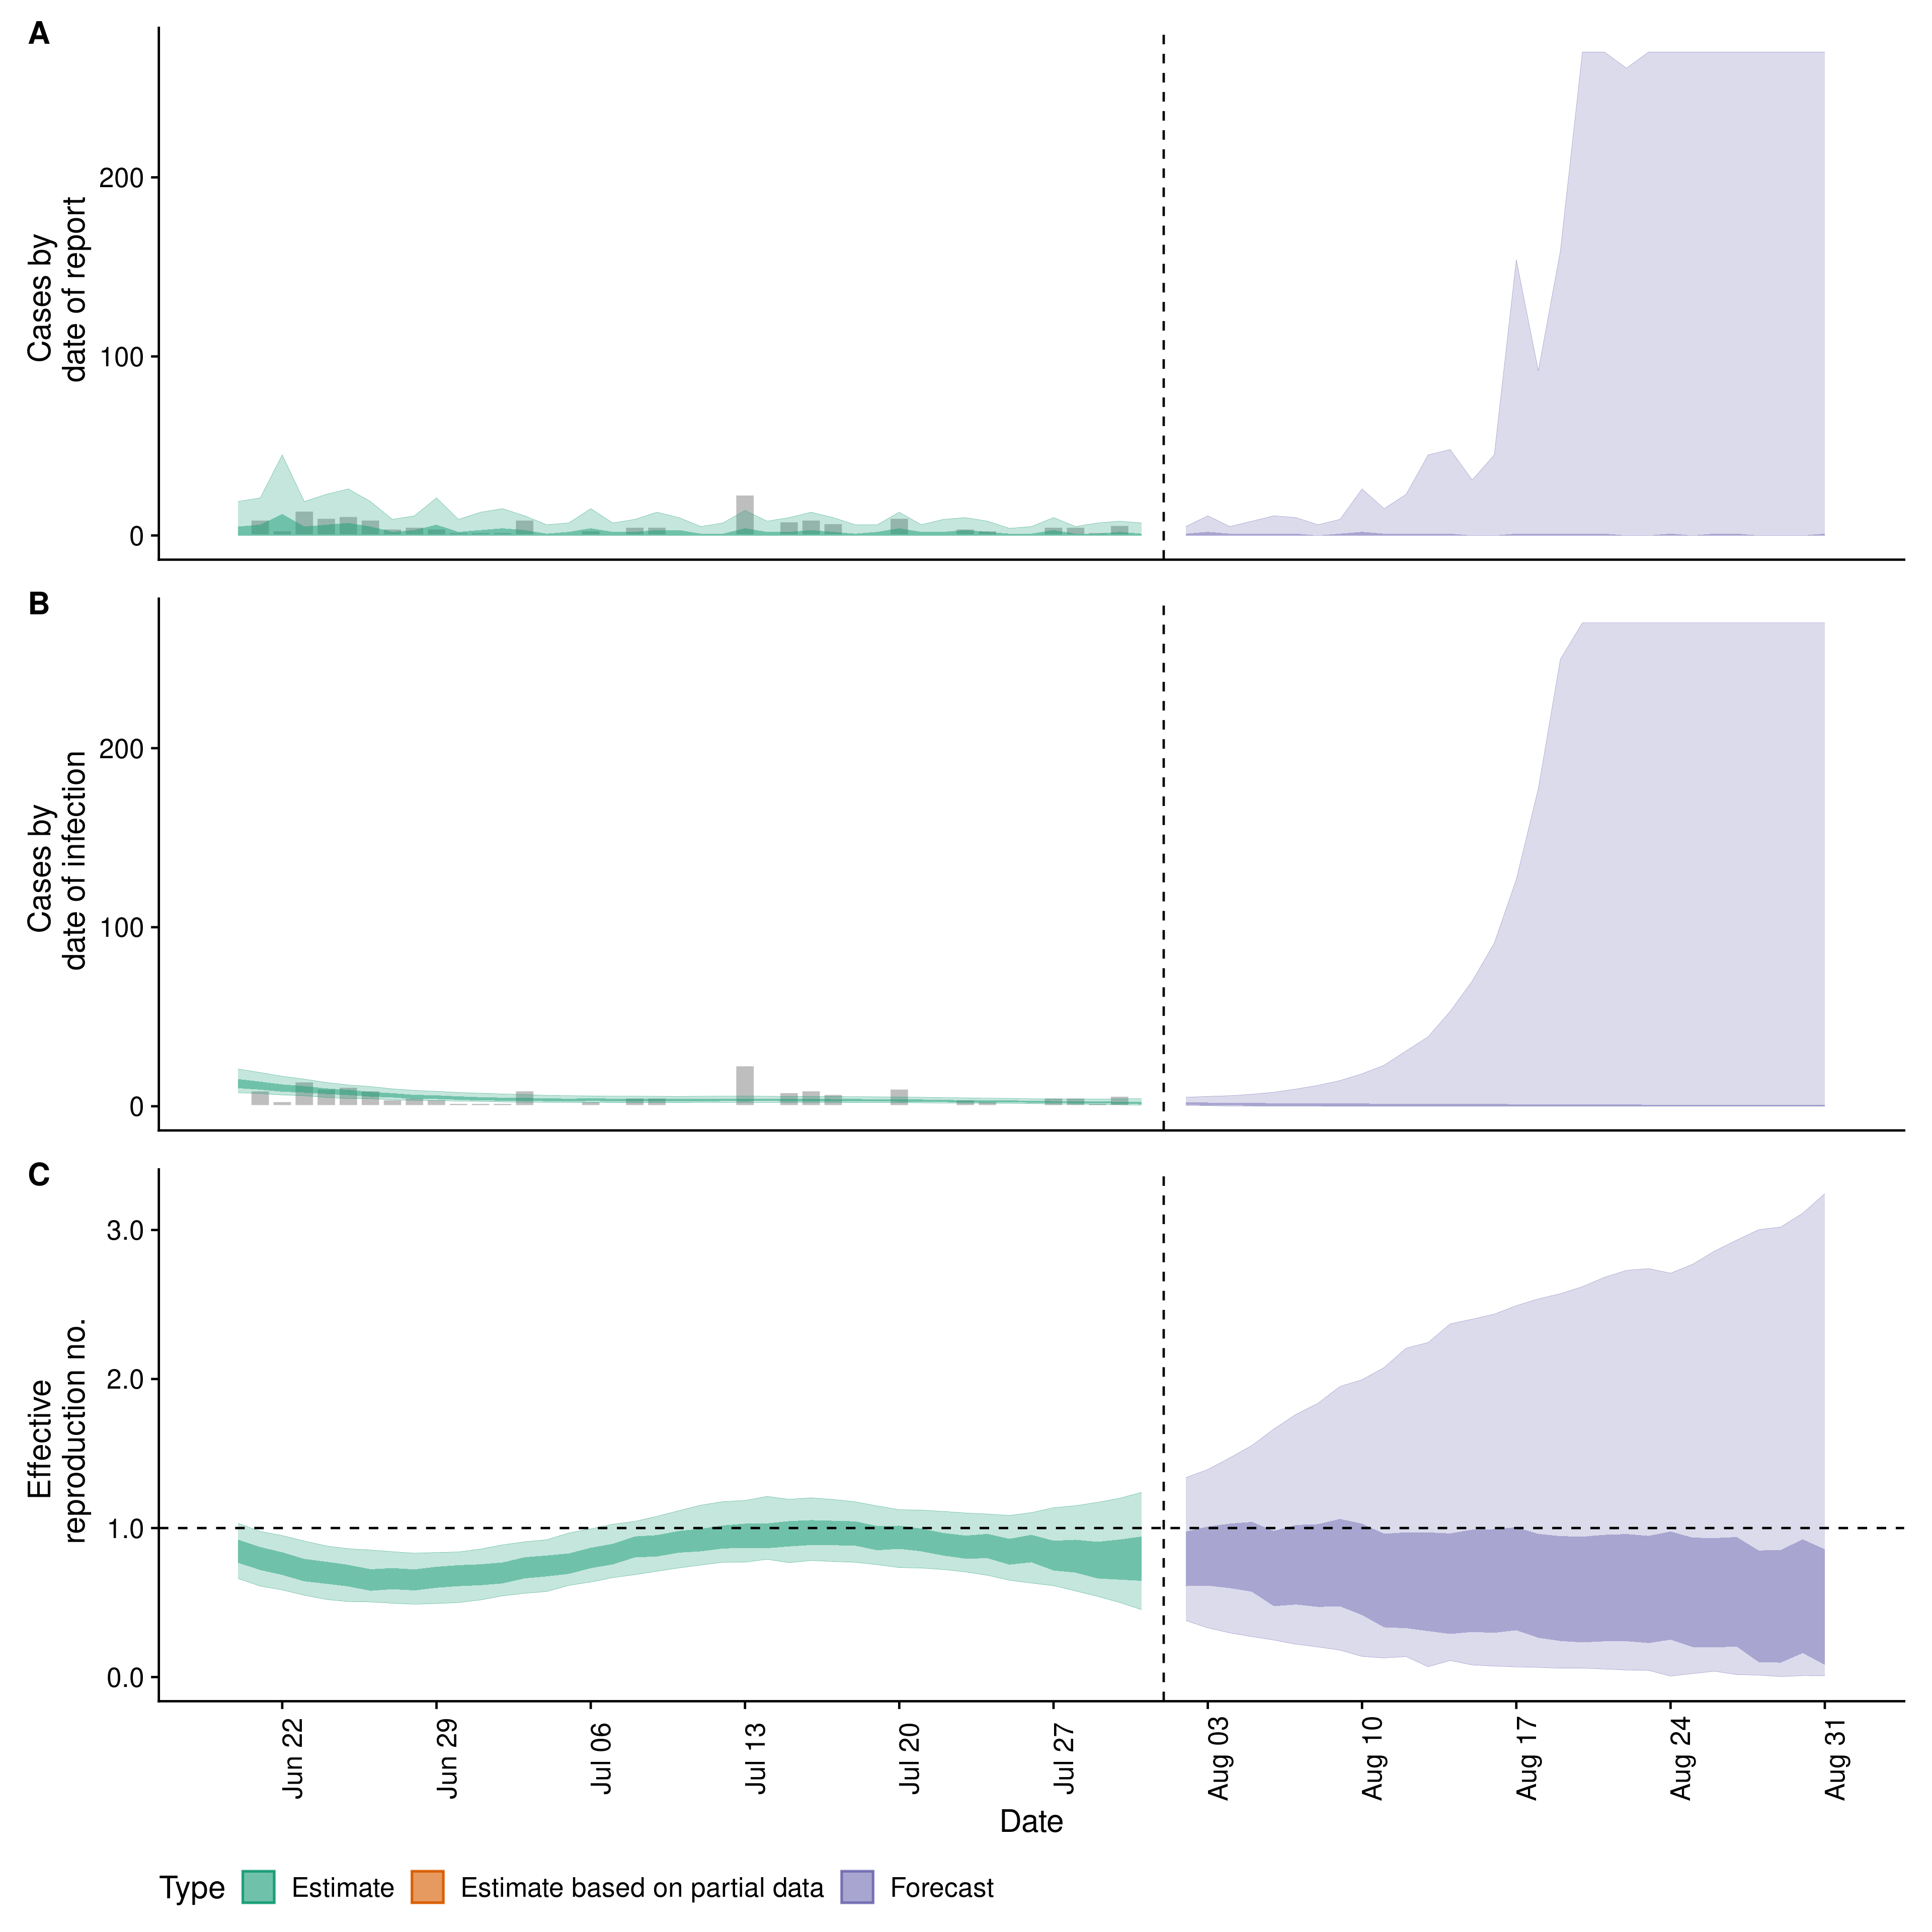 A
Cases by
date of report
200
100
0
B
Cases by
date of infection
200
100
0
C
Effective
reproduction no.
3.0
2.0
1.0
0.0
Jun 22
Jun 29
Jul 06
Jul 13
Jul 20
Jul 27
Aug 03
Aug 10
Aug 17
Aug 24
Aug 31
Date
Type Estimate Estimate based on partial data Forecast